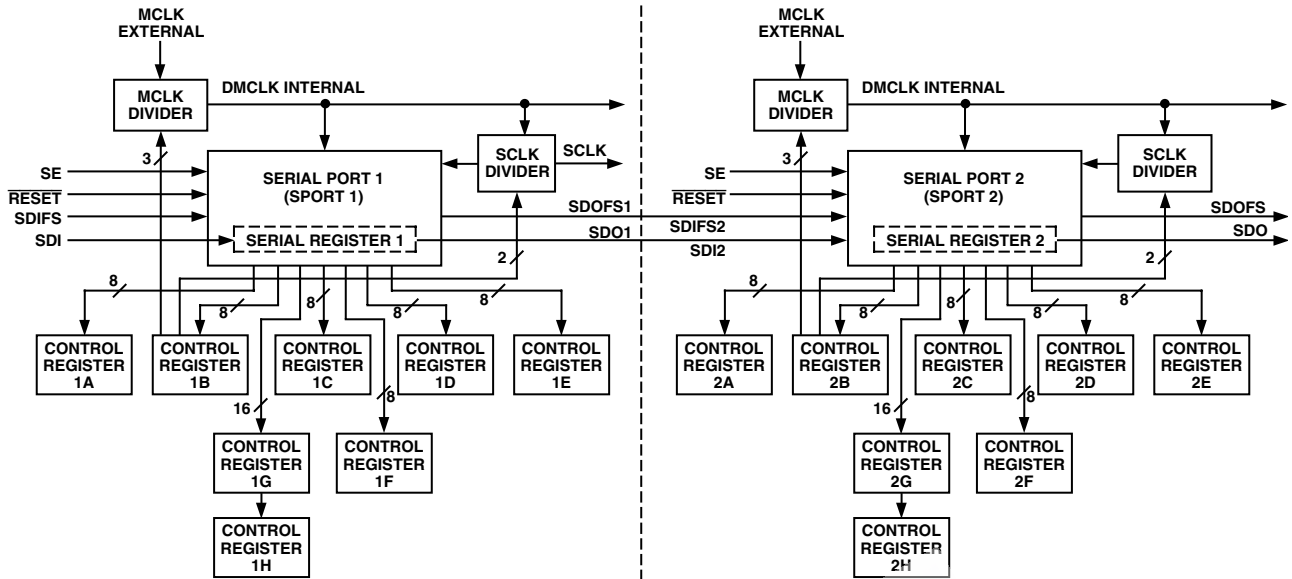 MCLK
EXTERNAL
MCLK
DIVIDER
DMCLK INTERNAL
3
SE
RESET
SDIFS
SDI
SERIAL PORT 1
(SPORT 1)
SERIAL REGISTER 1
SCLK
DIVIDER
SCLK
SDOFS1
SDO1
SDIFS2
SDI2
2
8
8
8
8
8
CONTROL
REGISTER
1A
CONTROL
REGISTER
1B
CONTROL
REGISTER
1C
CONTROL
REGISTER
1D
CONTROL
REGISTER
1E
16
8
CONTROL
REGISTER
1G
CONTROL
REGISTER
1F
CONTROL
REGISTER
1H
MCLK
EXTERNAL
MCLK
DIVIDER
DMCLK INTERNAL
3
SE
RESET
SERIAL PORT 2
(SPORT 2)
SERIAL REGISTER 2
SCLK
DIVIDER
SDOFS
SDO
2
8
8
8
8
8
CONTROL
REGISTER
2A
CONTROL
REGISTER
2B
CONTROL
REGISTER
2C
CONTROL
REGISTER
2D
CONTROL
REGISTER
2E
16
8
CONTROL
REGISTER
2G
CONTROL
REGISTER
2F
CONTROL
REGISTER
2H